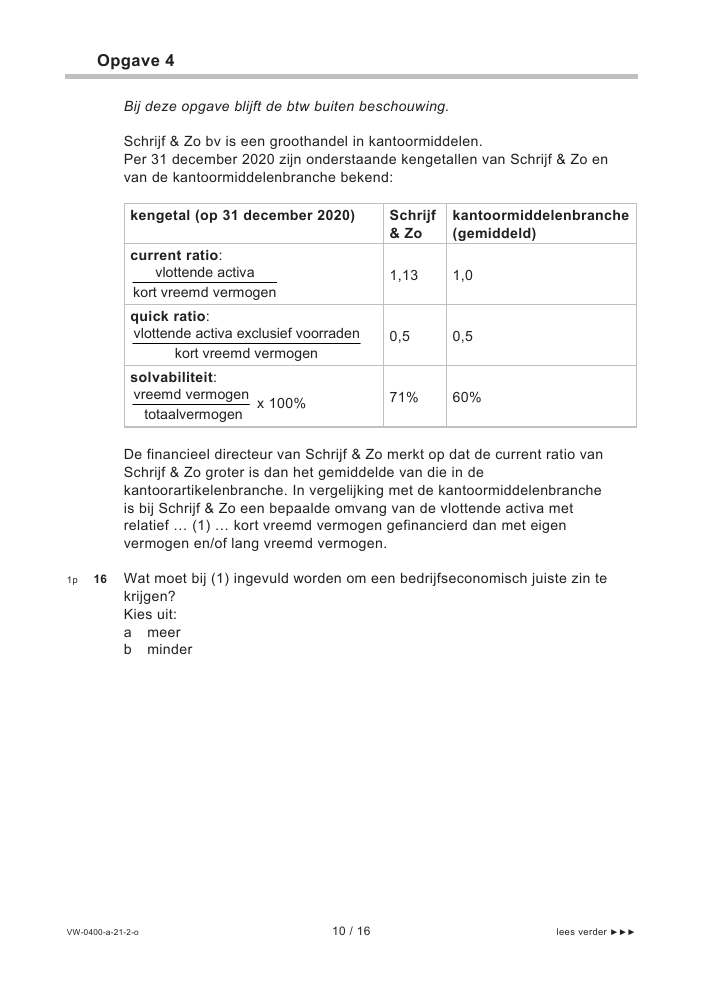 Opgave 4
Bij deze opgave blijft de btw buiten beschouwing.
Schrijf & Zo bv is een groothandel in kantoormiddelen.
Per 31 december 2020 zijn onderstaande kengetallen van Schrijf & Zo en
van de kantoormiddelenbranche bekend:
kengetal (op 31 december 2020)
Schrijf
& Zo
kantoormiddelenbranche
(gemiddeld)
current ratio:
vlottende activa
kort vreemd vermogen
1,13
1,0
quick ratio:
vlottende activa exclusief voorraden
kort vreemd vermogen
0,5
0,5
solvabiliteit:
vreemd vermogen
totaalvermogen
x 100%
71%
60%
De financieel directeur van Schrijf & Zo merkt op dat de current ratio van
Schrijf & Zo groter is dan het gemiddelde van die in de
kantoorartikelenbranche. In vergelijking met de kantoormiddelenbranche
is bij Schrijf & Zo een bepaalde omvang van de vlottende activa met
relatief … (1) … kort vreemd vermogen gefinancierd dan met eigen
vermogen en/of lang vreemd vermogen.
1p 16 Wat moet bij (1) ingevuld worden om een bedrijfseconomisch juiste zin te
krijgen?
Kies uit:
a meer
b minder
VW-0400-a-21-2-o
10 / 16
lees verder ►►►